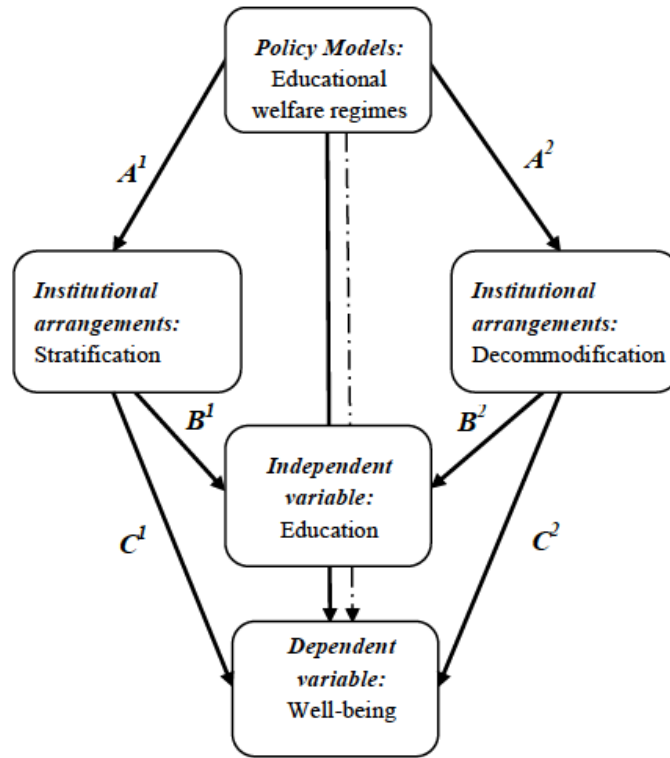 Policy Models:
Educational
welfare regimes
A¹
A²
Institutional
arrangements:
Stratification
Institutional
arrangements:
Decommodification
B¹
B²
Independent
variable:
Education
C¹
C²
Dependent
variable:
Well-being